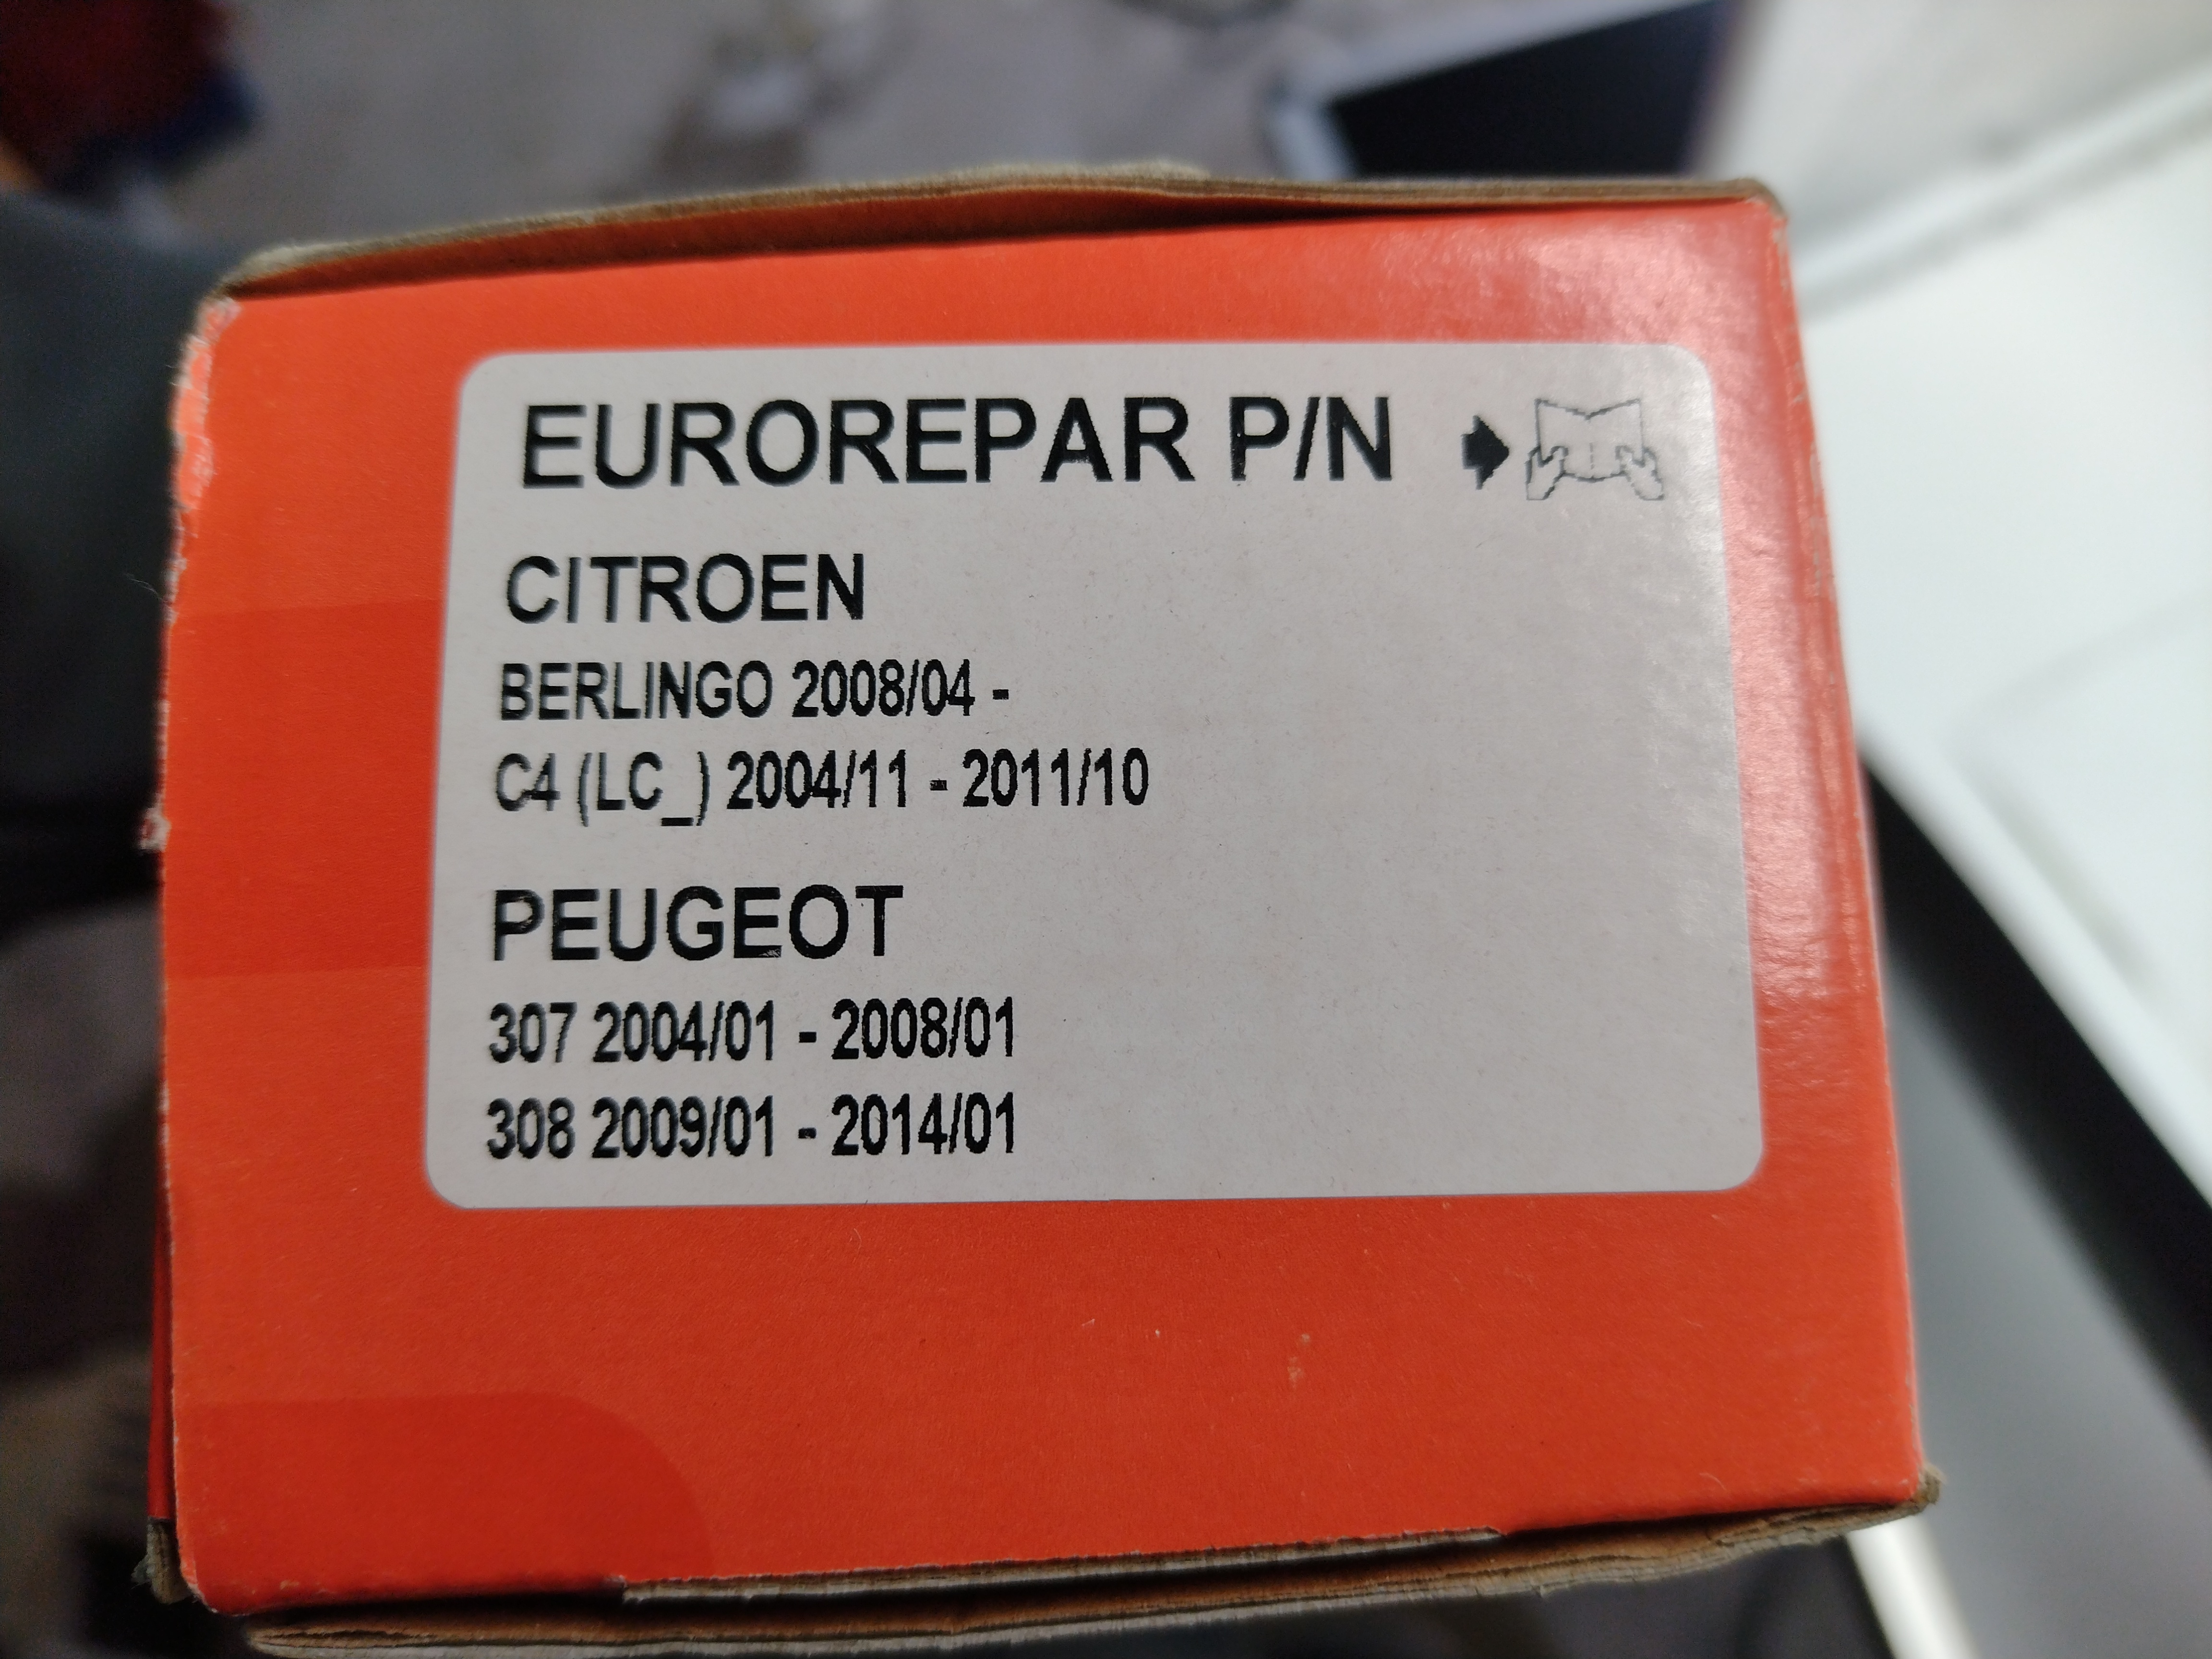 EUROREPAR P/N
CITROEN
BERLINGO 2008/04 -
C4 (LC_) 2004/11 - 2011/10
PEUGEOT
307 2004/01 - 2008/01
308 2009/01 - 2014/01